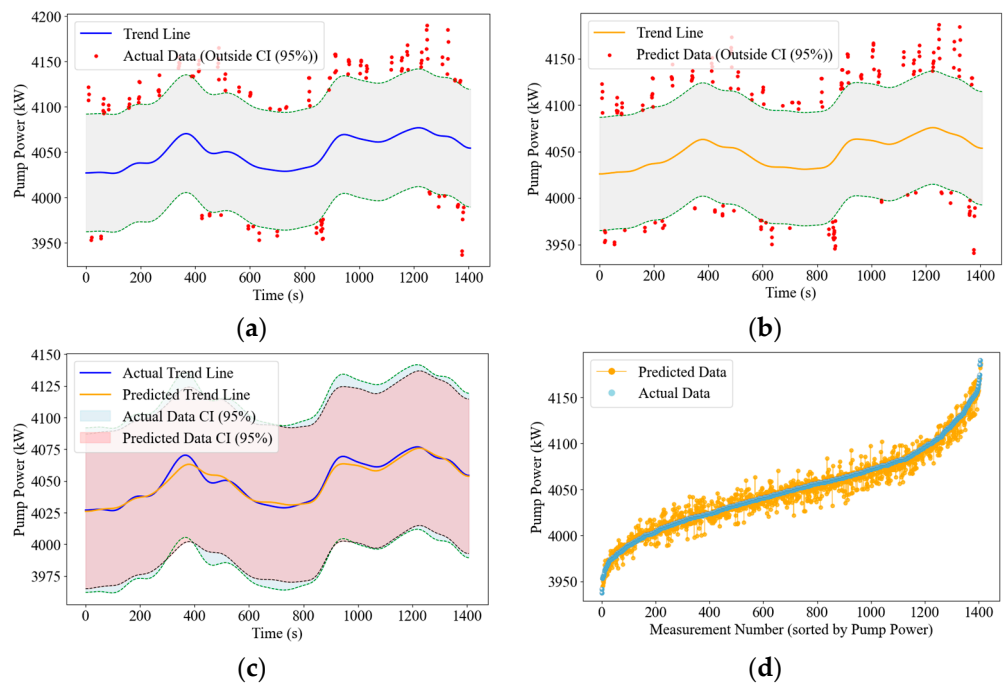 4200
4150
4100
4050
4000
3950
Pump Power (kW)
Trend Line
Actual Data (Outside CI (95%))
0 200 400 600 800 1000 1200 1400
Time (s)
(a)
4150
4100
4050
4000
3950
Pump Power (kW)
Trend Line
Predict Data (Outside CI (95%))
0 200 400 600 800 1000 1200 1400
Time (s)
(b)
4150
4125
4100
4075
4050
4025
4000
3975
Pump Power (kW)
Actual Trend Line
Predicted Trend Line
Actual Data CI (95%)
Predicted Data CI (95%)
0 200 400 600 800 1000 1200 1400
Time (s)
(c)
4150
4100
4050
4000
3950
Pump Power (kW)
Predicted Data
Actual Data
0 200 400 600 800 1000 1200 1400
Measurement Number (sorted by Pump Power)
(d)